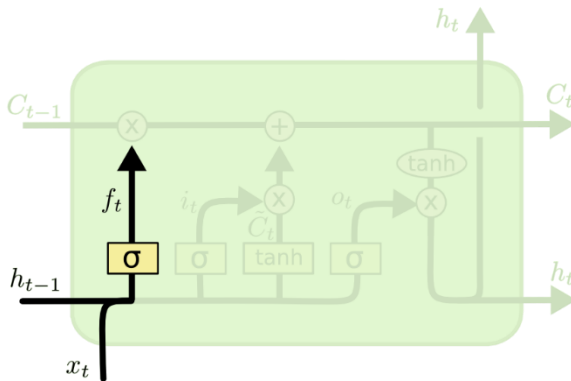 h_t
C_{t-1}
C_t
x
+
tanh
f_t
i_t
x
o_t
x
C̃_t
σ
σ
tanh
σ
h_{t-1}
h_t
x_t